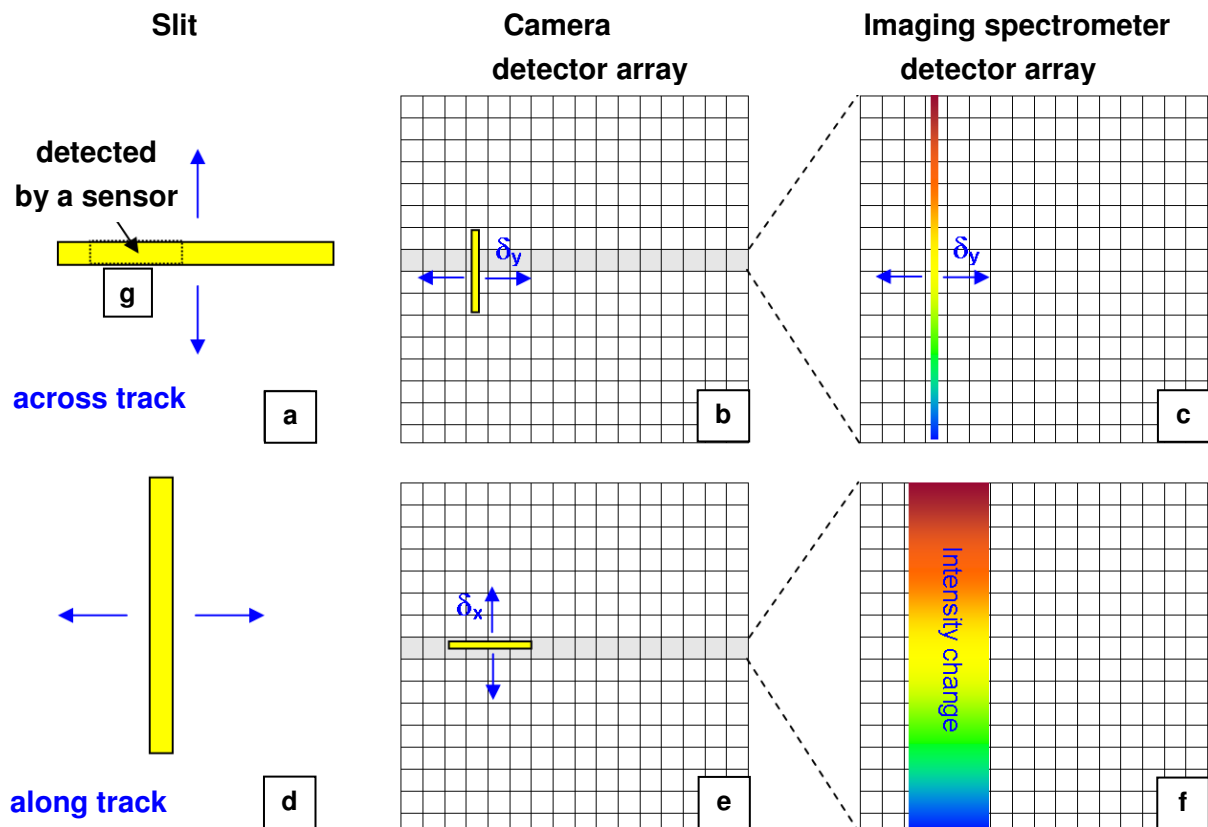 Slit
Camera
detector array
Imaging spectrometer
detector array
detected
by a sensor
g
across track
a
δy
b
δy
c
along track
d
δx
e
Intensity change
f